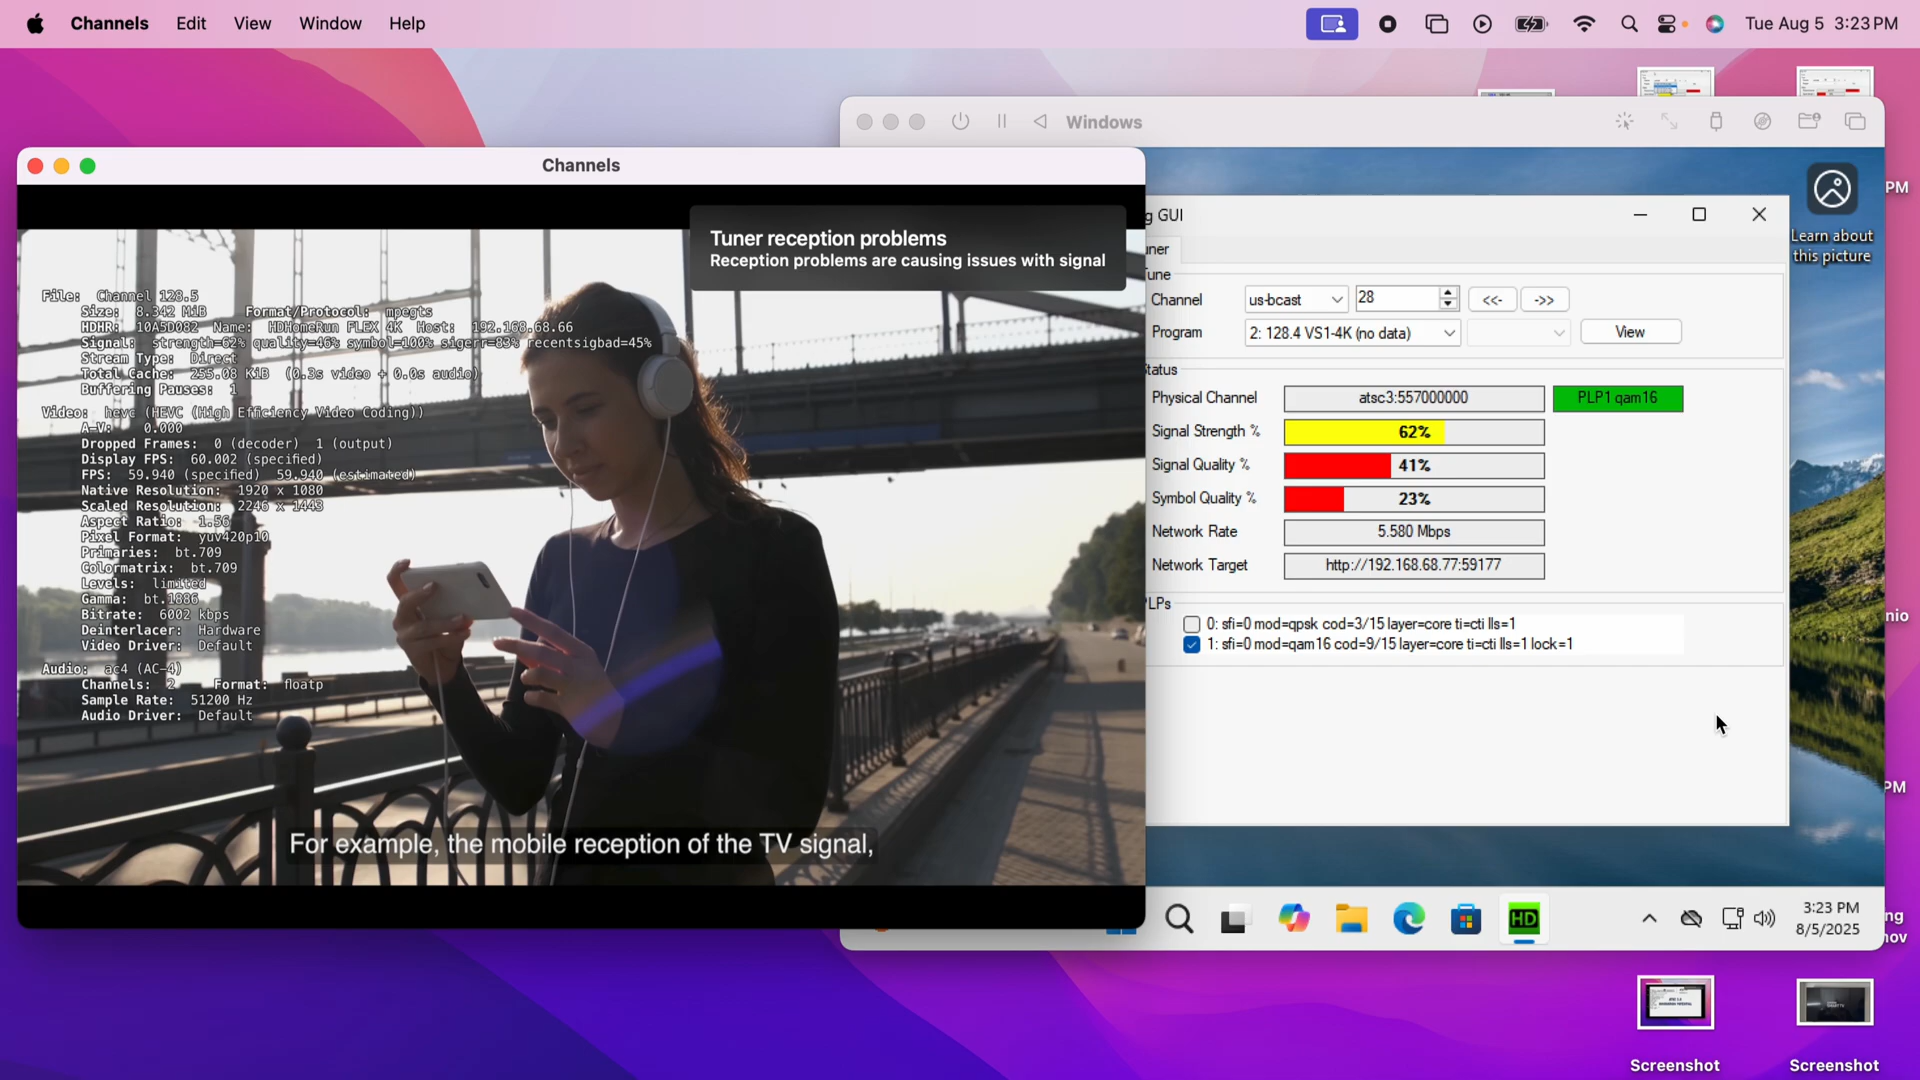 Channels Edit View Window Help
Tue Aug 5 3:23 PM
Windows
Channels
PM
Tuner reception problems
Reception problems are causing issues with signal
File: Channel 128.5
Size: 8.342 MiB Format/Protocol: mpegts
HDHR: 10A5D082 Name: HDHomeRun FLEX 4K Host: 192.168.68.66
Signal: strength=62% quality=46% symbol=100% sigerr=83% recentsigbad=45%
Stream Type: Direct
Total Cache: 255.08 KiB (0.3s video + 0.0s audio)
Buffering Pauses: 1
Video: hevc (HEVC (High Efficiency Video Coding))
A-V: 0.000
Dropped Frames: 0 (decoder) 1 (output)
Display FPS: 60.002 (specified)
FPS: 59.940 (specified) 59.940 (estimated)
Native Resolution: 1920 x 1080
Scaled Resolution: 2246 x 1443
Aspect Ratio: 1.56
Pixel Format: yuv420p10
Primaries: bt.709
Colormatrix: bt.709
Levels: limited
Gamma: bt.1886
Bitrate: 6002 kbps
Deinterlacer: Hardware
Video Driver: Default
Audio: ac4 (AC-4)
Channels: 2 Format: floatp
Sample Rate: 51200 Hz
Audio Driver: Default
For example, the mobile reception of the TV signal,
g GUI
ner
une
Channel us-bcast 28 <<- ->>
Program 2: 128.4 VS1-4K (no data) View
tatus
Physical Channel atsc3:557000000 PLP1 qam16
Signal Strength % 62%
Signal Quality % 41%
Symbol Quality % 23%
Network Rate 5.580 Mbps
Network Target http://192.168.68.77:59177
LPs
0: sfi=0 mod=qpsk cod=3/15 layer=core ti=cti lls=1
1: sfi=0 mod=qam16 cod=9/15 layer=core ti=cti lls=1 lock=1
Learn about
this picture
nio
PM
HD
3:23 PM
8/5/2025
ng
nov
Screenshot
Screenshot